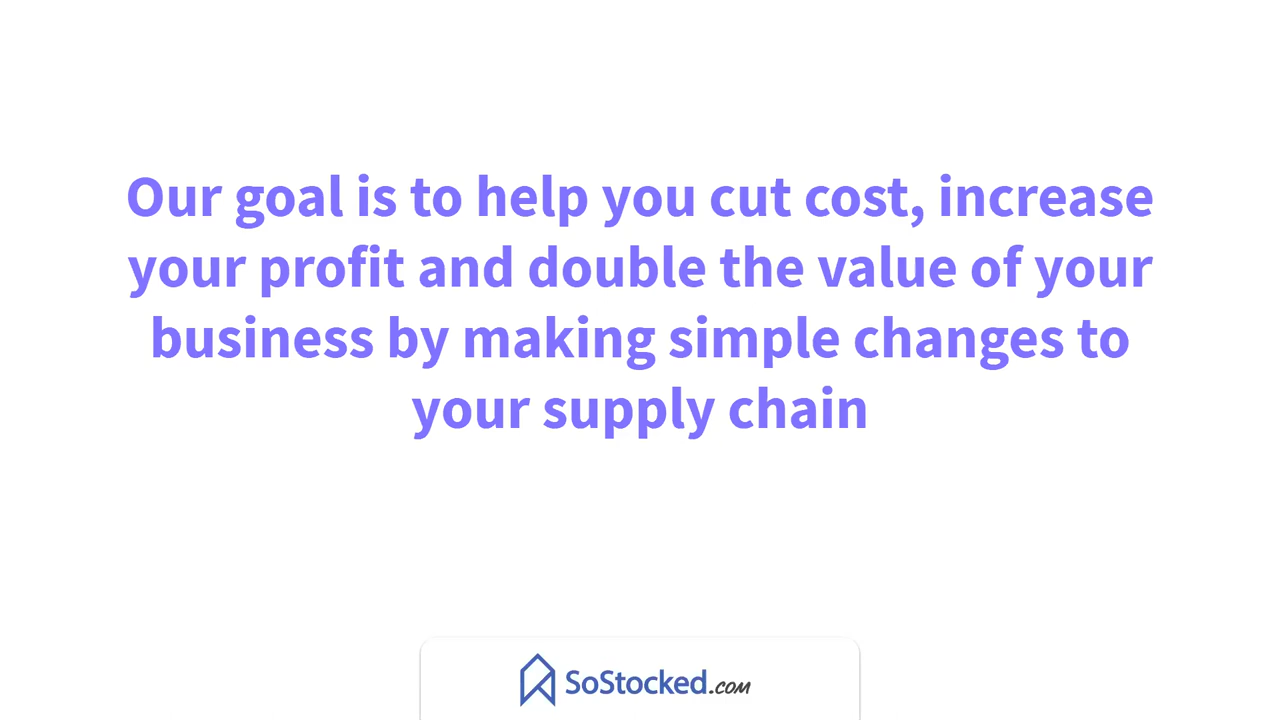 Our goal is to help you cut cost, increase
your profit and double the value of your
business by making simple changes to
your supply chain
SoStocked.com